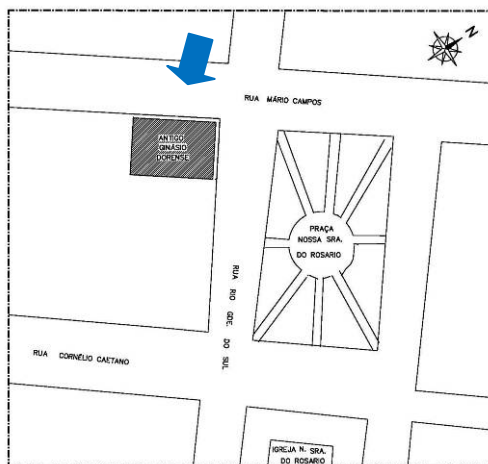 N
RUA MÁRIO CAMPOS
ANTIGO
GINÁSIO
DORENSE
PRAÇA
NOSSA SRA.
DO ROSARIO
RUA RIO GDE. DO SUL
RUA CORNÉLIO CAETANO
IGREJA N. SRA.
DO ROSARIO